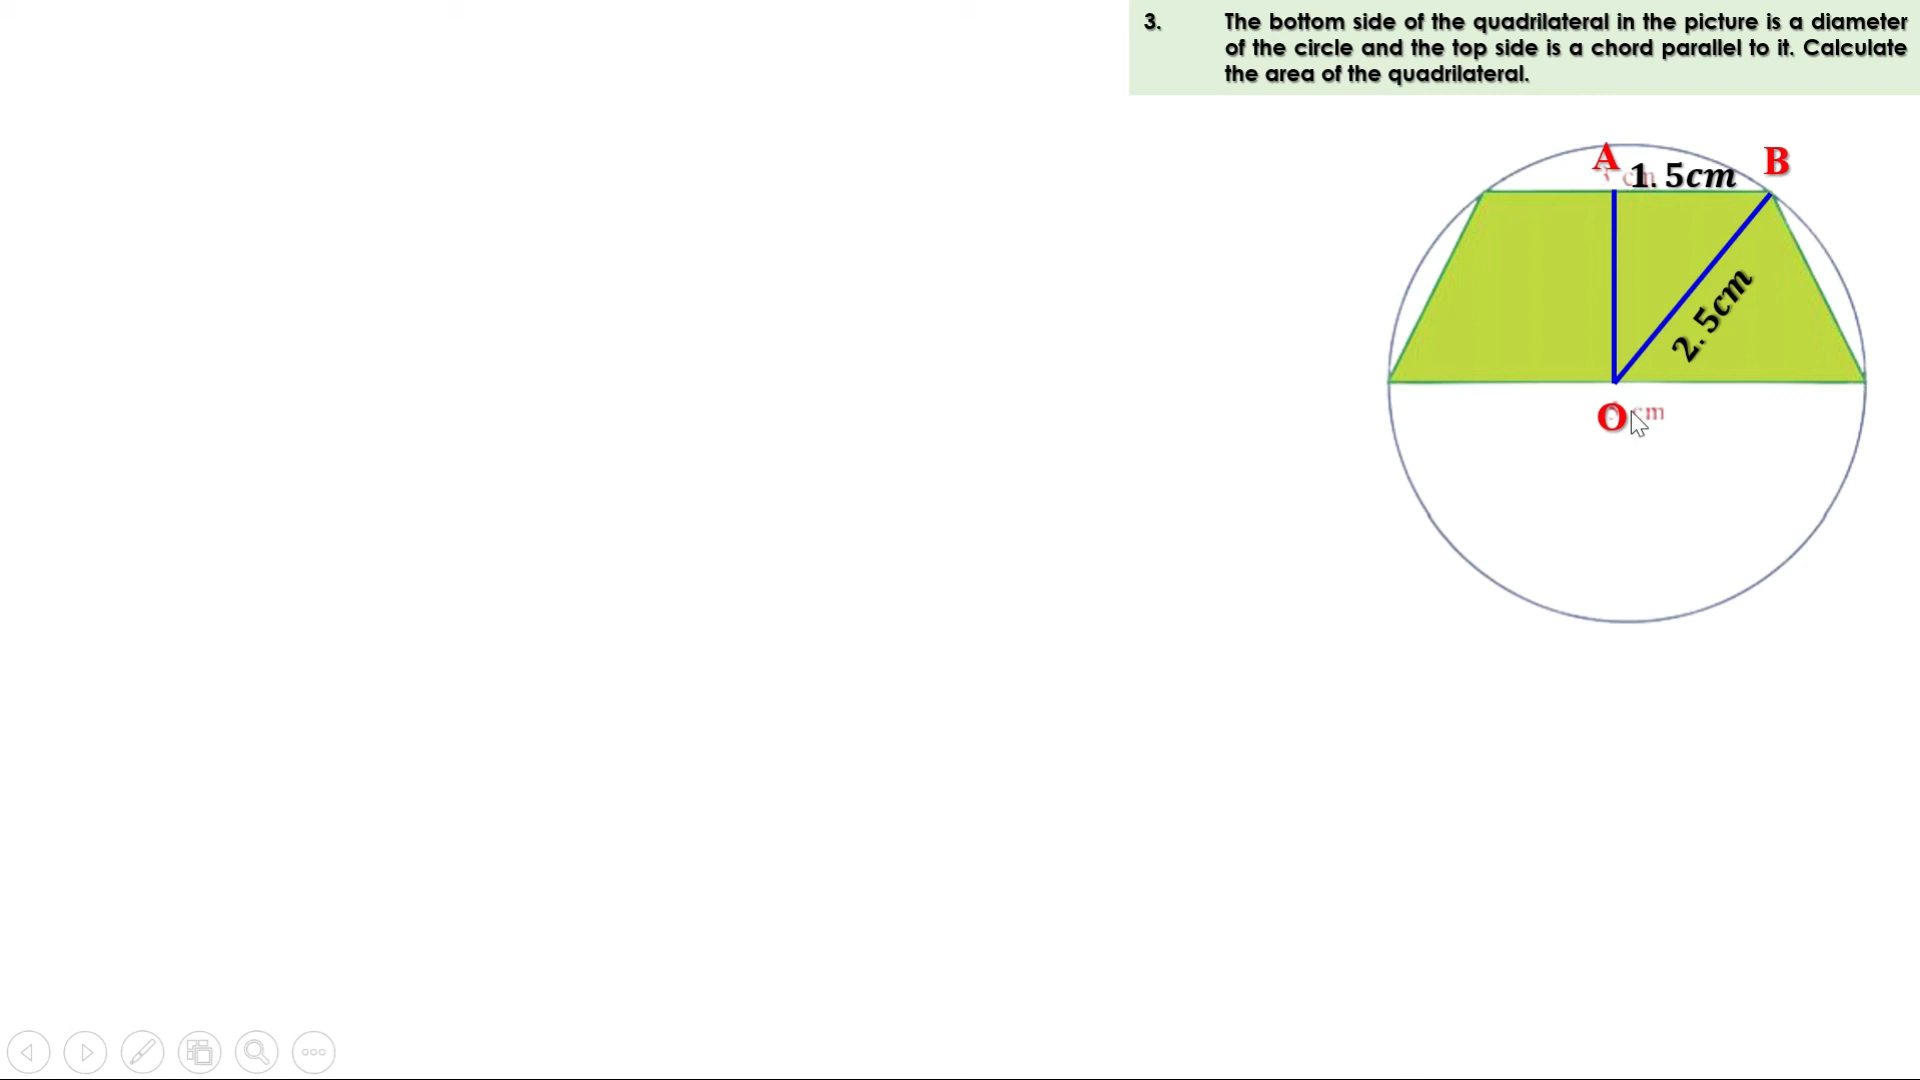 3. The bottom side of the quadrilateral in the picture is a diameter
of the circle and the top side is a chord parallel to it. Calculate
the area of the quadrilateral.
A
B
1.5cm
2.5cm
O
cm